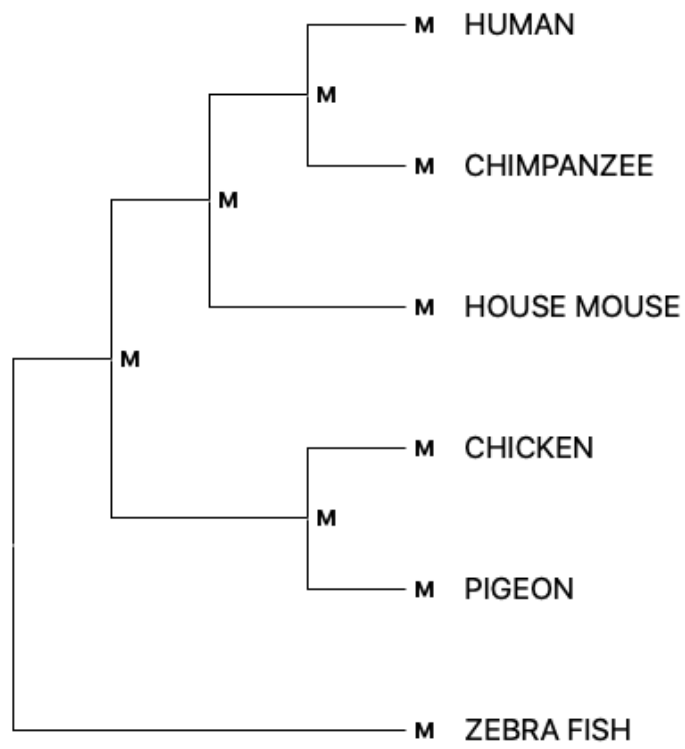 M HUMAN
M
M CHIMPANZEE
M
M HOUSE MOUSE
M
M CHICKEN
M
M PIGEON
M ZEBRA FISH